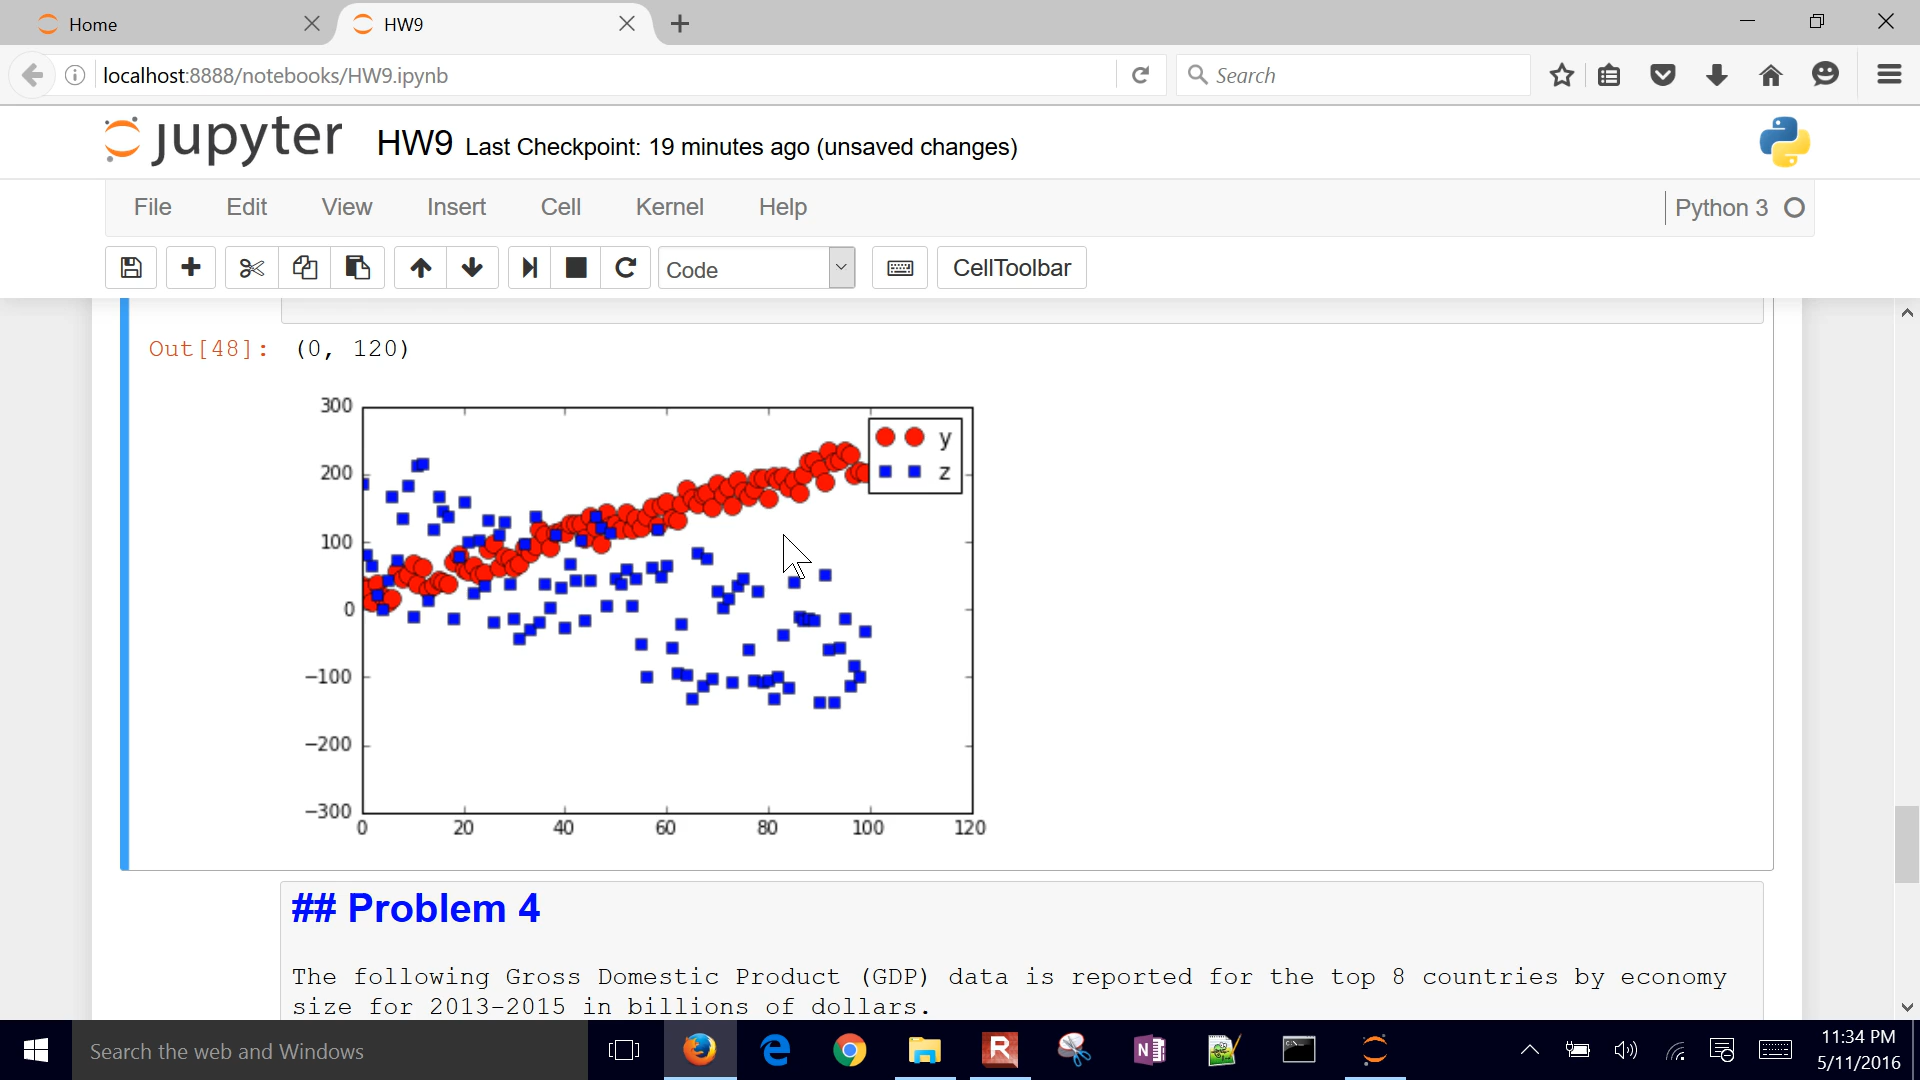 Home
HW9
localhost:8888/notebooks/HW9.ipynb
Search
jupyter HW9 Last Checkpoint: 19 minutes ago (unsaved changes)
File Edit View Insert Cell Kernel Help
Python 3
Code
CellToolbar
Out[48]: (0, 120)
300
200
100
0
−100
−200
−300
0 20 40 60 80 100 120
y
z
## Problem 4
The following Gross Domestic Product (GDP) data is reported for the top 8 countries by economy
size for 2013-2015 in billions of dollars.
Search the web and Windows
R
N
11:34 PM
5/11/2016